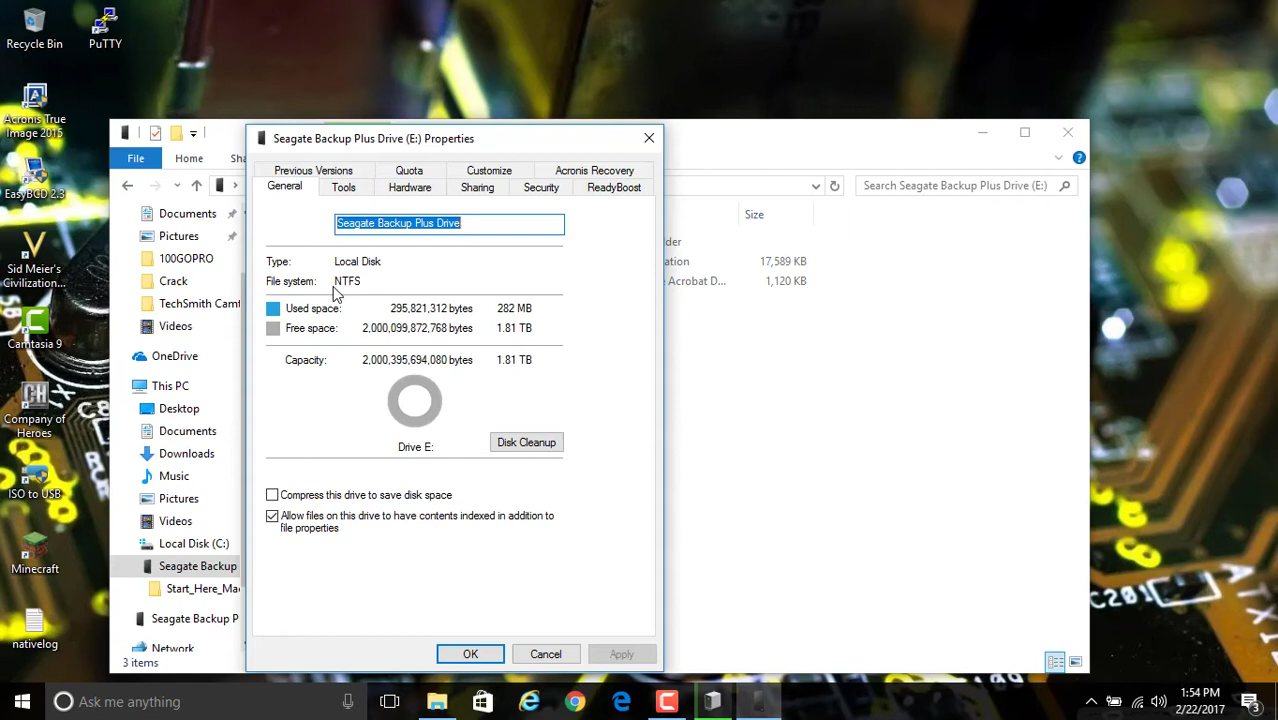 Recycle Bin
PuTTY
Acronis True
Image 2015
EasyBCD 2.3
Sid Meier's
Civilization...
Camtasia 9
Company of
Heroes
ISO to USB
Minecraft
nativelog
File
Home
Sha
Search Seagate Backup Plus Drive (E:)
Documents
Pictures
100GOPRO
Crack
TechSmith Camt
Videos
OneDrive
This PC
Desktop
Documents
Downloads
Music
Pictures
Videos
Local Disk (C:)
Seagate Backup
Start_Here_Mac
Seagate Backup P
Network
3 items
Size
der
ation
17,589 KB
e Acrobat D...
1,120 KB
Seagate Backup Plus Drive (E:) Properties
Previous Versions
Quota
Customize
Acronis Recovery
General
Tools
Hardware
Sharing
Security
ReadyBoost
Seagate Backup Plus Drive
Type: Local Disk
File system: NTFS
Used space: 295,821,312 bytes 282 MB
Free space: 2,000,099,872,768 bytes 1.81 TB
Capacity: 2,000,395,694,080 bytes 1.81 TB
Drive E:
Disk Cleanup
Compress this drive to save disk space
Allow files on this drive to have contents indexed in addition to
file properties
OK
Cancel
Apply
C201
Ask me anything
1:54 PM
2/22/2017
3